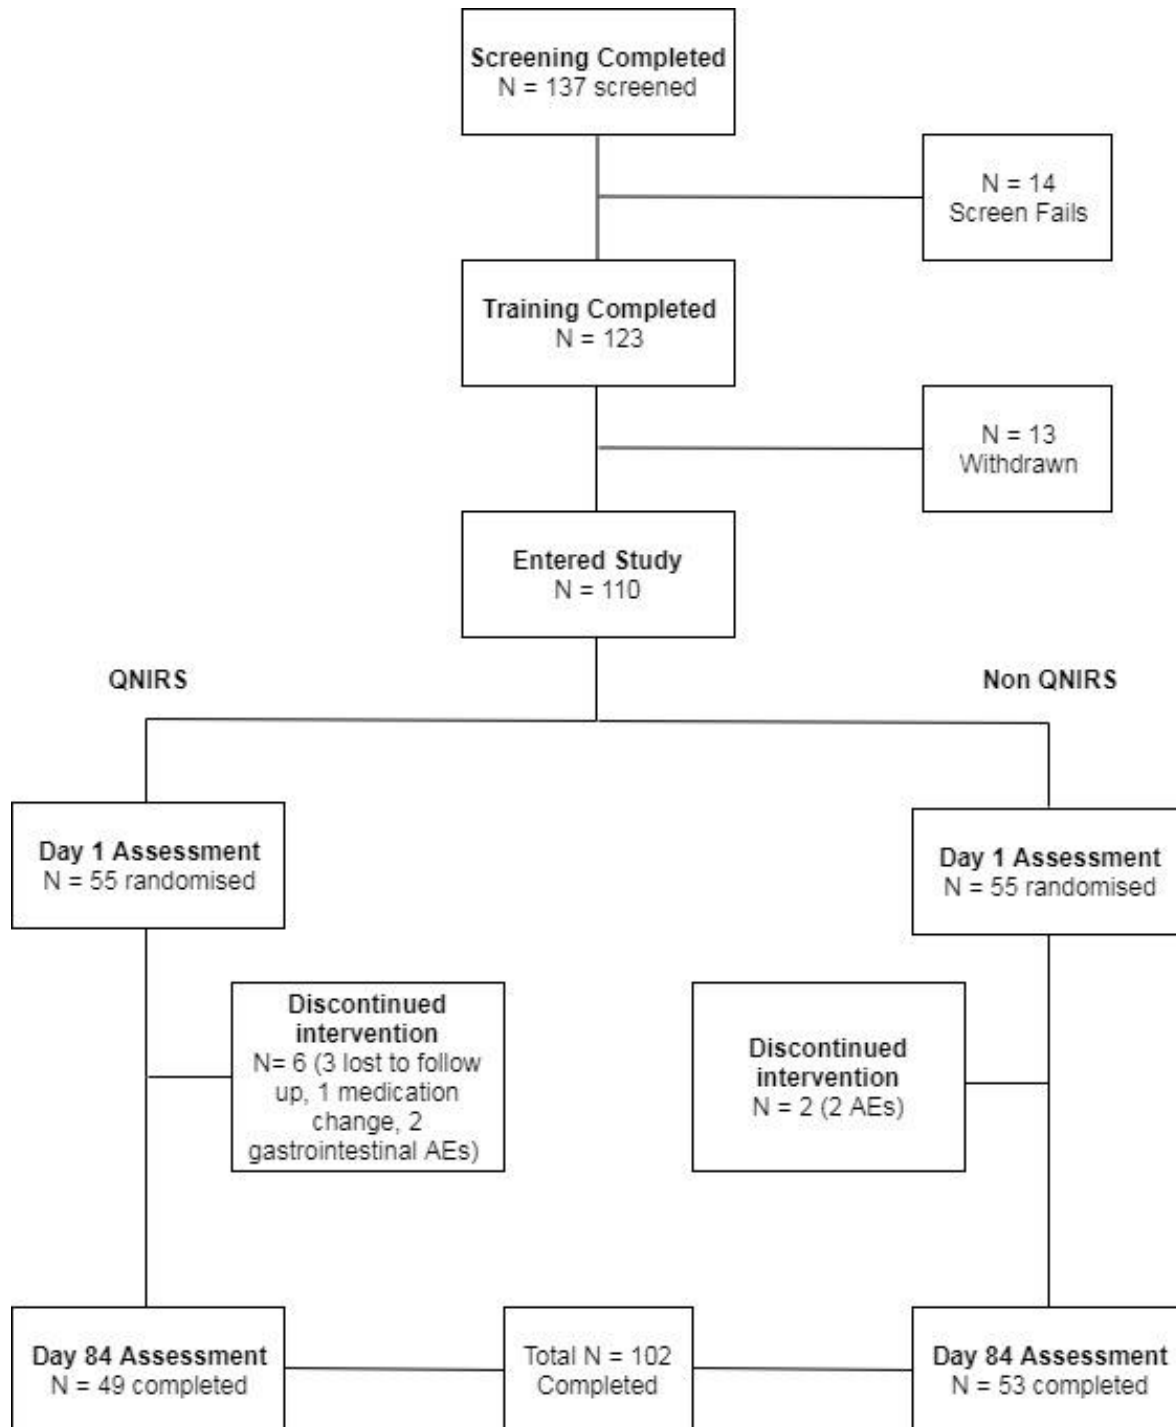 Screening Completed
N = 137 screened
N = 14
Screen Fails
Training Completed
N = 123
N = 13
Withdrawn
Entered Study
N = 110
QNIRS
Non QNIRS
Day 1 Assessment
N = 55 randomised
Day 1 Assessment
N = 55 randomised
Discontinued
intervention
N= 6 (3 lost to follow
up, 1 medication
change, 2
gastrointestinal AEs)
Discontinued
intervention
N = 2 (2 AEs)
Day 84 Assessment
N = 49 completed
Total N = 102
Completed
Day 84 Assessment
N = 53 completed